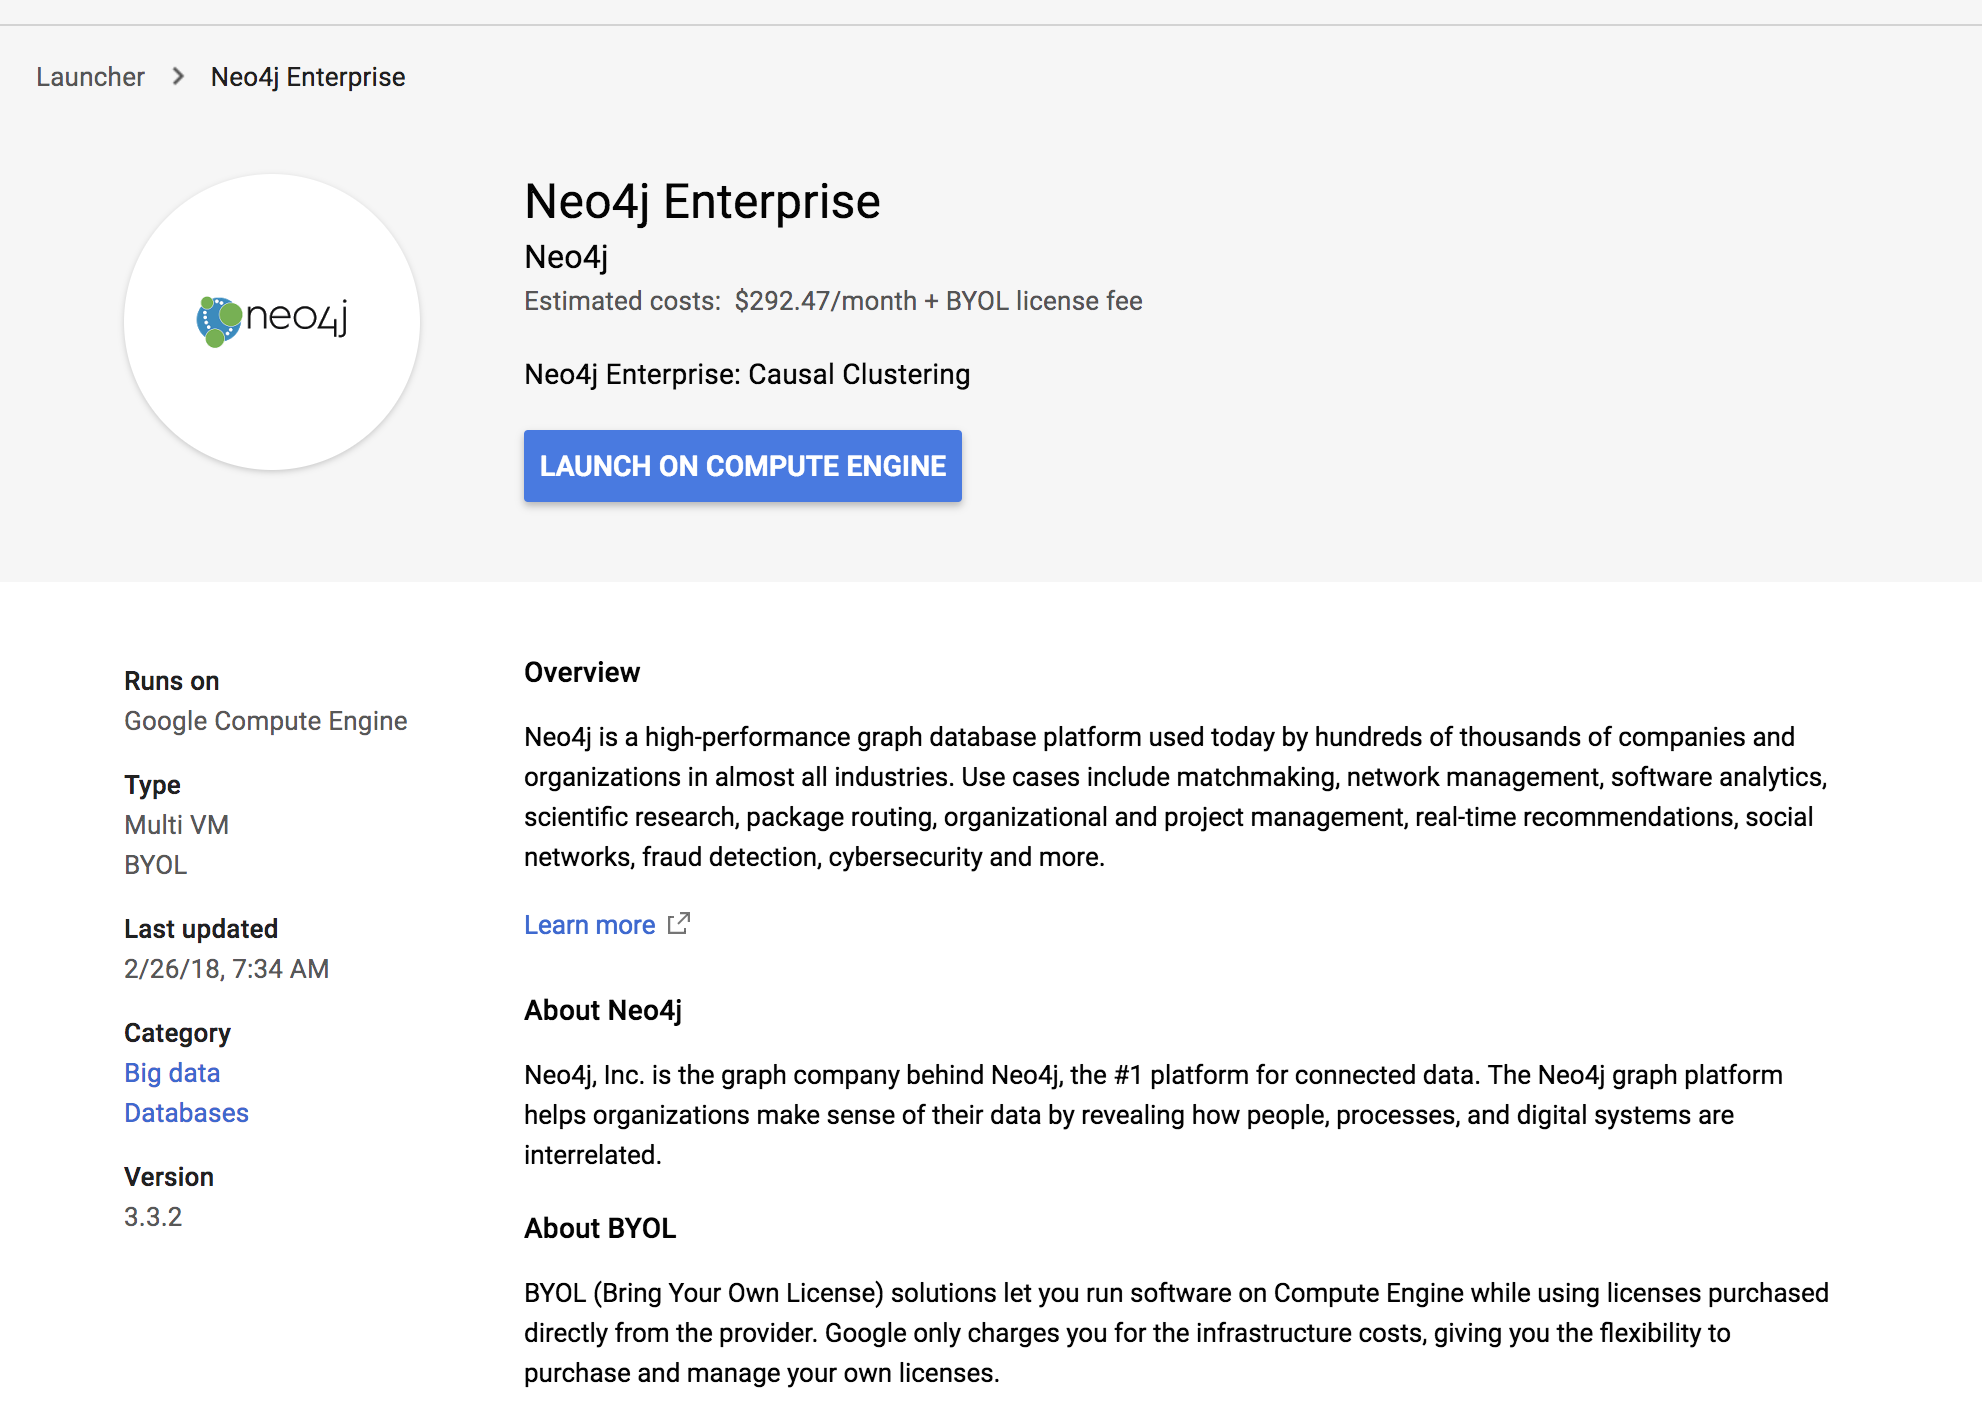 Launcher > Neo4j Enterprise
neo4j
Neo4j Enterprise
Neo4j
Estimated costs: $292.47/month + BYOL license fee
Neo4j Enterprise: Causal Clustering
LAUNCH ON COMPUTE ENGINE
Runs on
Google Compute Engine
Type
Multi VM
BYOL
Last updated
2/26/18, 7:34 AM
Category
Big data
Databases
Version
3.3.2
Overview
Neo4j is a high-performance graph database platform used today by hundreds of thousands of companies and
organizations in almost all industries. Use cases include matchmaking, network management, software analytics,
scientific research, package routing, organizational and project management, real-time recommendations, social
networks, fraud detection, cybersecurity and more.
Learn more
About Neo4j
Neo4j, Inc. is the graph company behind Neo4j, the #1 platform for connected data. The Neo4j graph platform
helps organizations make sense of their data by revealing how people, processes, and digital systems are
interrelated.
About BYOL
BYOL (Bring Your Own License) solutions let you run software on Compute Engine while using licenses purchased
directly from the provider. Google only charges you for the infrastructure costs, giving you the flexibility to
purchase and manage your own licenses.